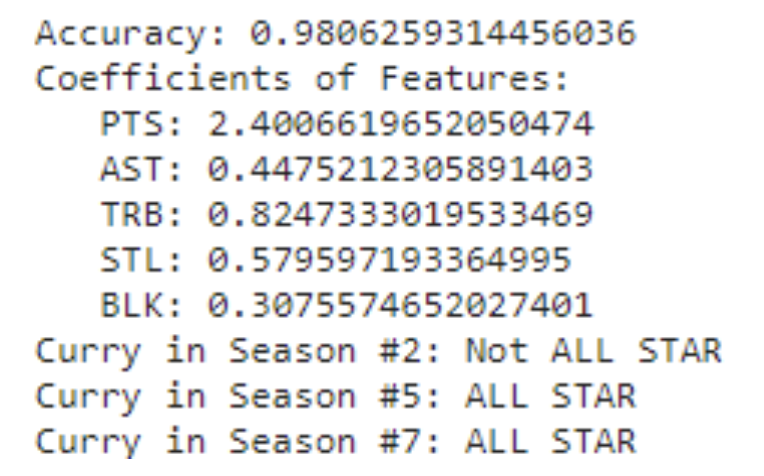 Accuracy: 0.9806259314456036
Coefficients of Features:
PTS: 2.4006619652050474
AST: 0.4475212305891403
TRB: 0.8247333019533469
STL: 0.579597193364995
BLK: 0.3075574652027401
Curry in Season #2: Not ALL STAR
Curry in Season #5: ALL STAR
Curry in Season #7: ALL STAR